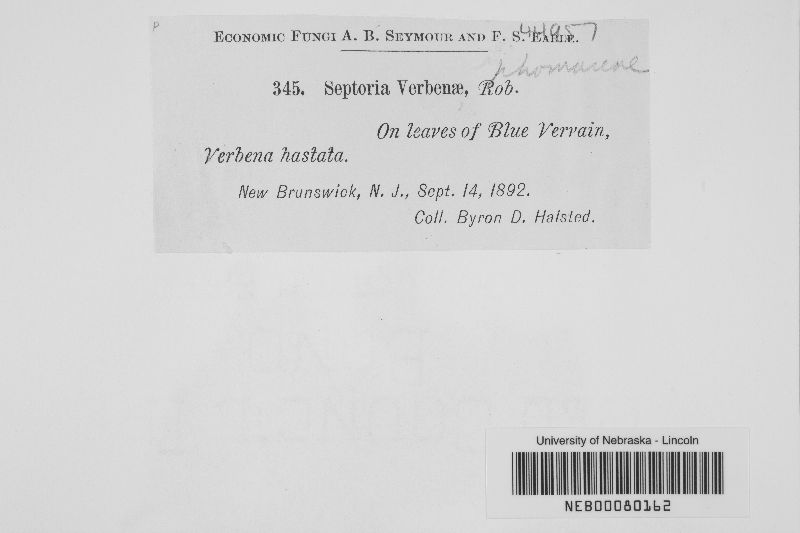 P
ECONOMIC FUNGI A. B. SEYMOUR AND F. S. EARLE.
44957
phomaceae
345. Septoria Verbenæ, Rob.
On leaves of Blue Vervain,
Verbena hastata.
New Brunswick, N. J., Sept. 14, 1892.
Coll. Byron D. Halsted.
University of Nebraska - Lincoln
NEB00080162